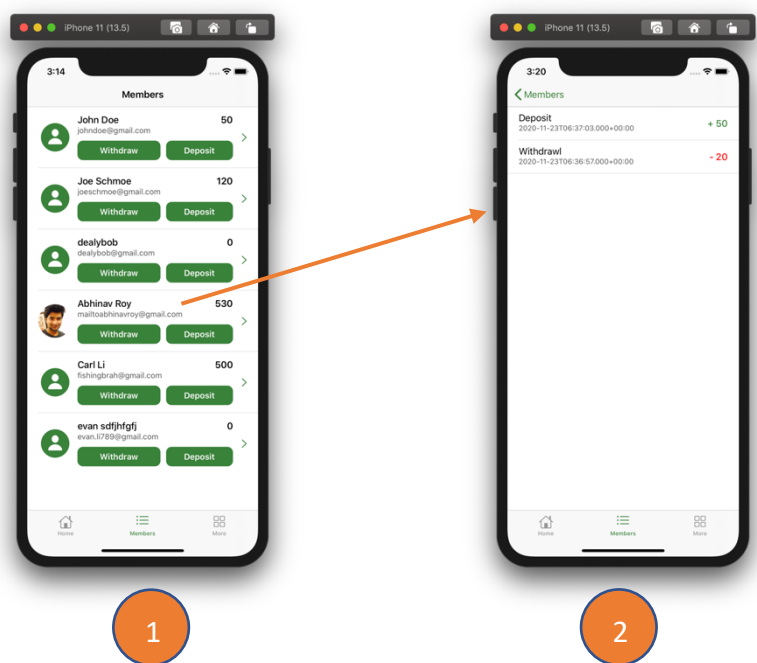 iPhone 11 (13.5)
3:14
Members
John Doe 50
johndoe@gmail.com
Withdraw Deposit
Joe Schmoe 120
joeschmoe@gmail.com
Withdraw Deposit
dealybob 0
dealybob@gmail.com
Withdraw Deposit
Abhinav Roy 530
mailtoabhinavroy@gmail.com
Withdraw Deposit
Carl Li 500
fishingbrah@gmail.com
Withdraw Deposit
evan sdfjhfgfj 0
evan.li789@gmail.com
Withdraw Deposit
Home Members More
1
iPhone 11 (13.5)
3:20
Members
Deposit + 50
2020-11-23T06:37:03.000+00:00
Withdrawl - 20
2020-11-23T06:36:57.000+00:00
Home Members More
2